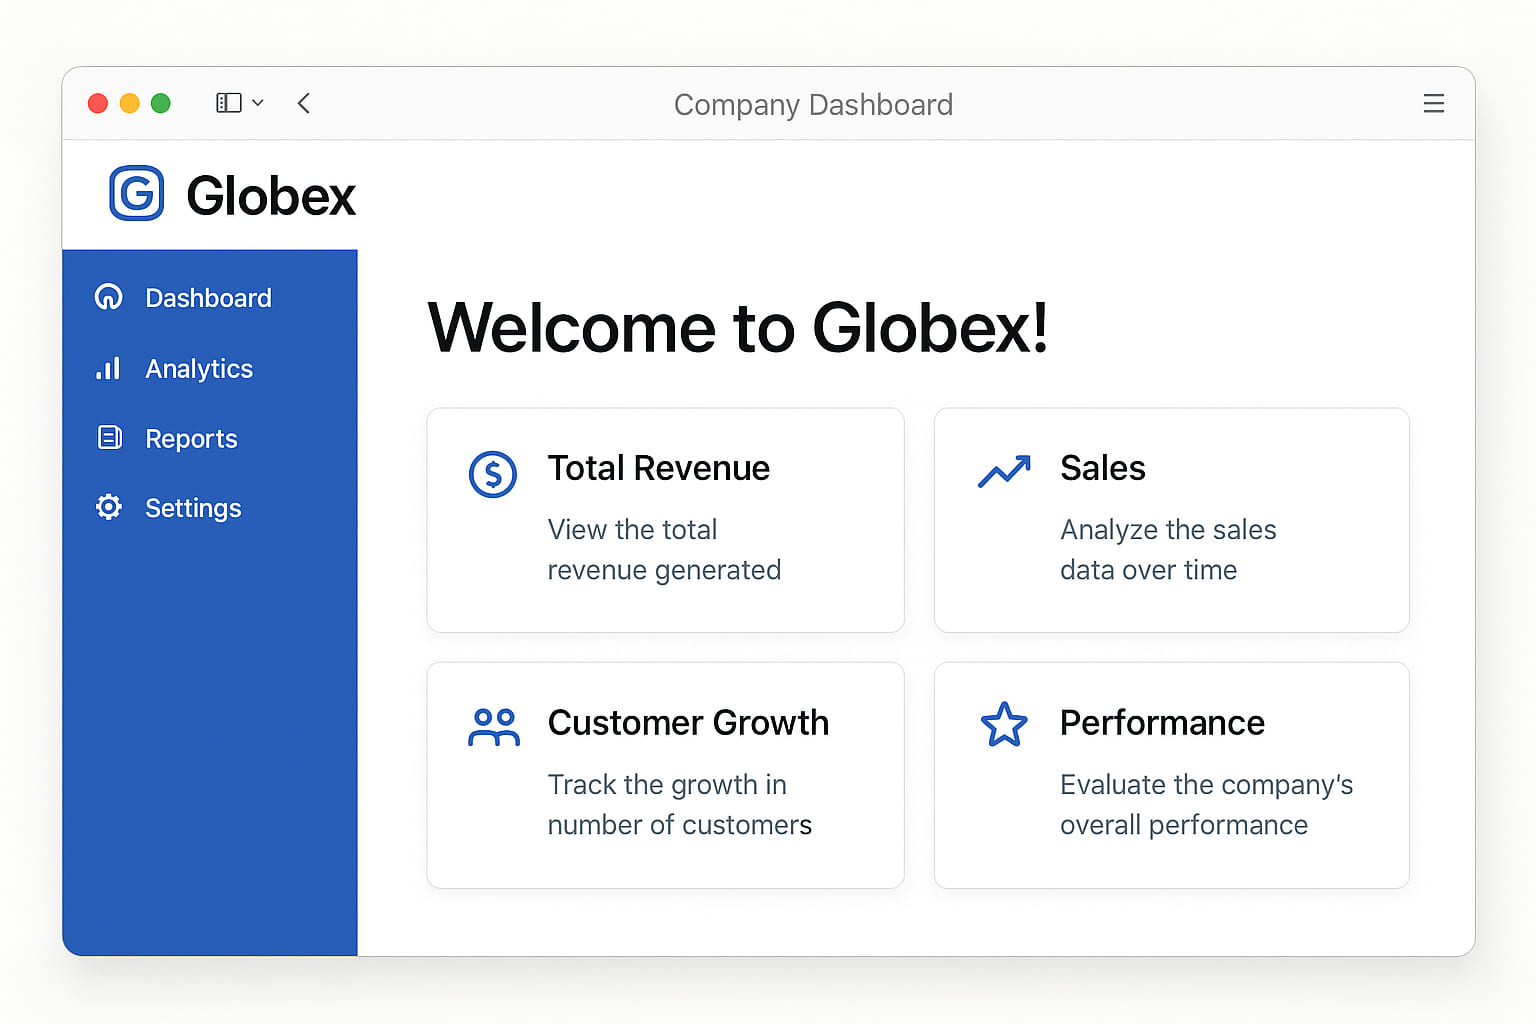 Company Dashboard
G Globex
Dashboard
Analytics
Reports
Settings
Welcome to Globex!
$
Total Revenue
View the total
revenue generated
Sales
Analyze the sales
data over time
Customer Growth
Track the growth in
number of customers
Performance
Evaluate the company's
overall performance